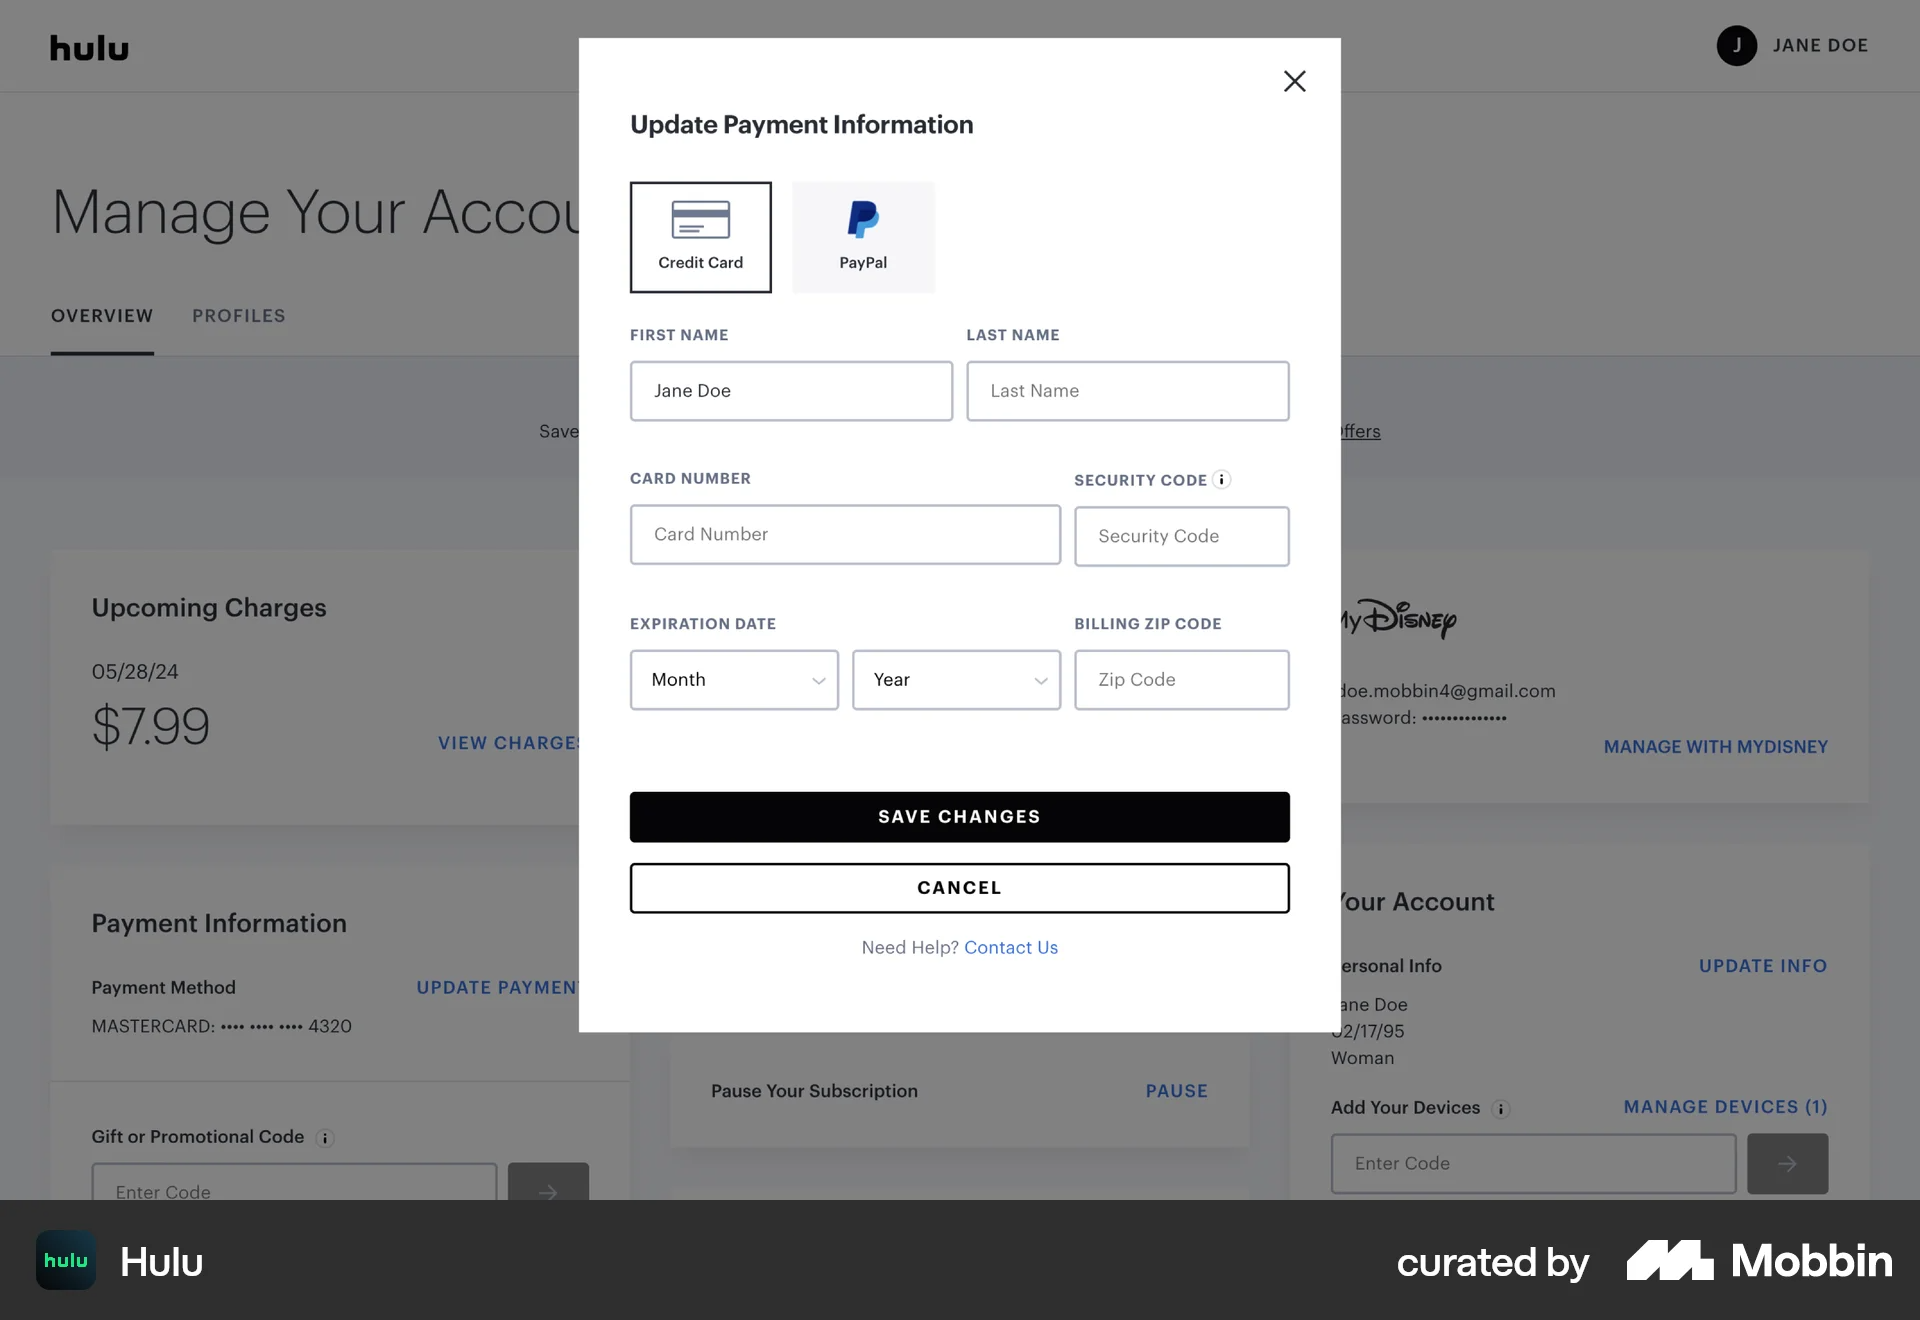 hulu
J JANE DOE
Manage Your Accou
OVERVIEW PROFILES
Save
ffers
Update Payment Information
Credit Card
PayPal
FIRST NAME
LAST NAME
Jane Doe
Last Name
CARD NUMBER
SECURITY CODE i
Card Number
Security Code
EXPIRATION DATE
BILLING ZIP CODE
Month
Year
Zip Code
SAVE CHANGES
CANCEL
Need Help? Contact Us
Upcoming Charges
05/28/24
$7.99
VIEW CHARGES
Payment Information
Payment Method
UPDATE PAYMENT
MASTERCARD: •••• •••• •••• 4320
Gift or Promotional Code i
Enter Code
Pause Your Subscription
PAUSE
My Disney
doe.mobbin4@gmail.com
assword: ••••••••••••••
MANAGE WITH MYDISNEY
Your Account
ersonal Info
UPDATE INFO
ane Doe
02/17/95
Woman
Add Your Devices i
MANAGE DEVICES (1)
Enter Code
hulu
Hulu
curated by
Mobbin